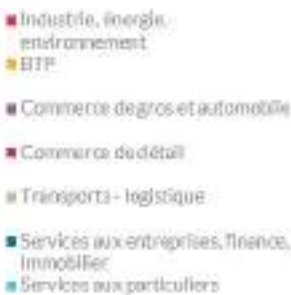 Industrie, énergie,
environnement
BTP
Commerce de gros et automobile
Commerce de détail
Transports - logistique
Services aux entreprises, finance,
immobilier
Services aux particuliers